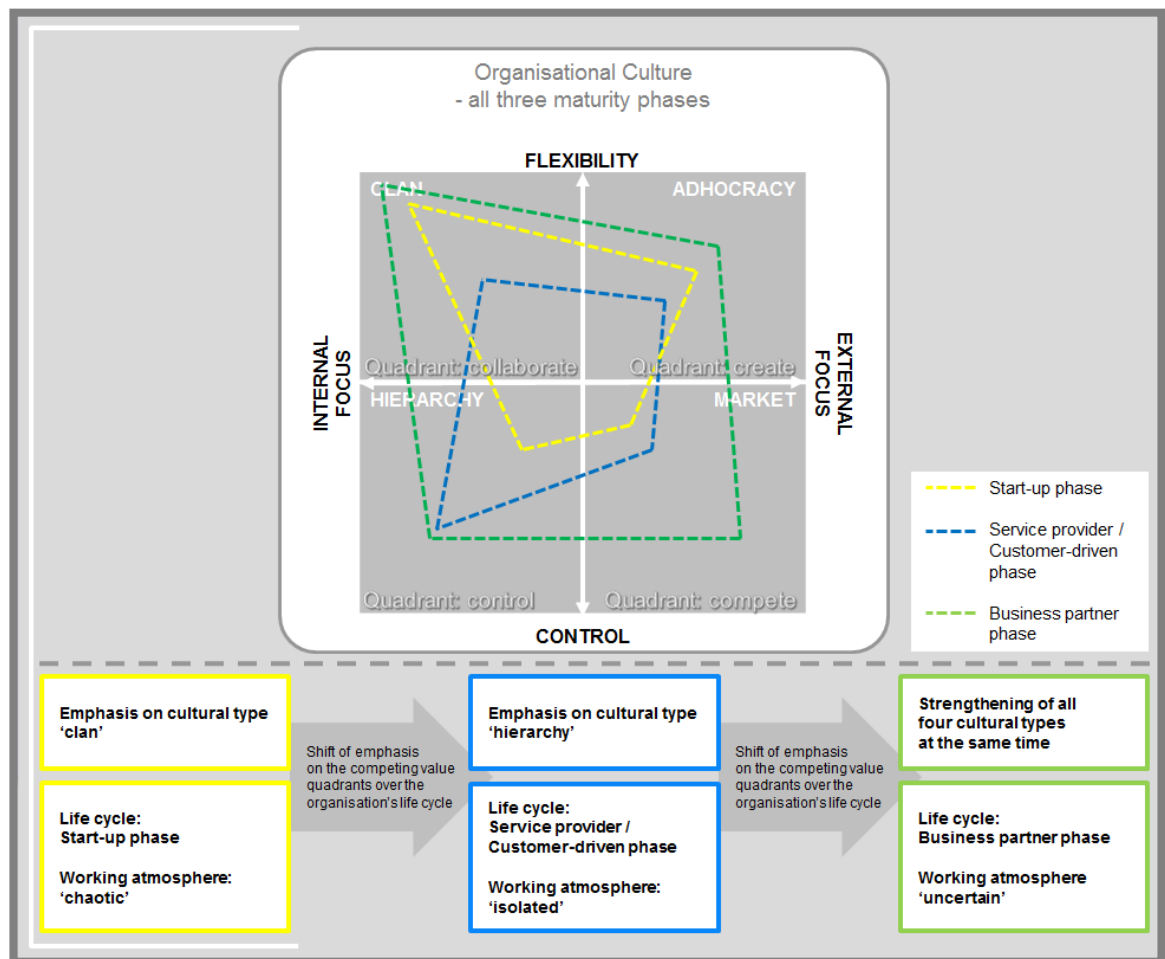 Organisational Culture
- all three maturity phases
FLEXIBILITY
CLAN
ADHOCRACY
INTERNAL
FOCUS
EXTERNAL
FOCUS
Quadrant: collaborate
Quadrant: create
HIERARCHY
MARKET
Quadrant: control
Quadrant: compete
CONTROL
Start-up phase
Service provider /
Customer-driven
phase
Business partner
phase
Emphasis on cultural type
‘clan’
Life cycle:
Start-up phase
Working atmosphere:
‘chaotic’
Shift of emphasis
on the competing value
quadrants over the
organisation's life cycle
Emphasis on cultural type
‘hierarchy’
Life cycle:
Service provider /
Customer-driven phase
Working atmosphere:
‘isolated’
Shift of emphasis
on the competing value
quadrants over the
organisation's life cycle
Strengthening of all
four cultural types
at the same time
Life cycle:
Business partner phase
Working atmosphere
‘uncertain’